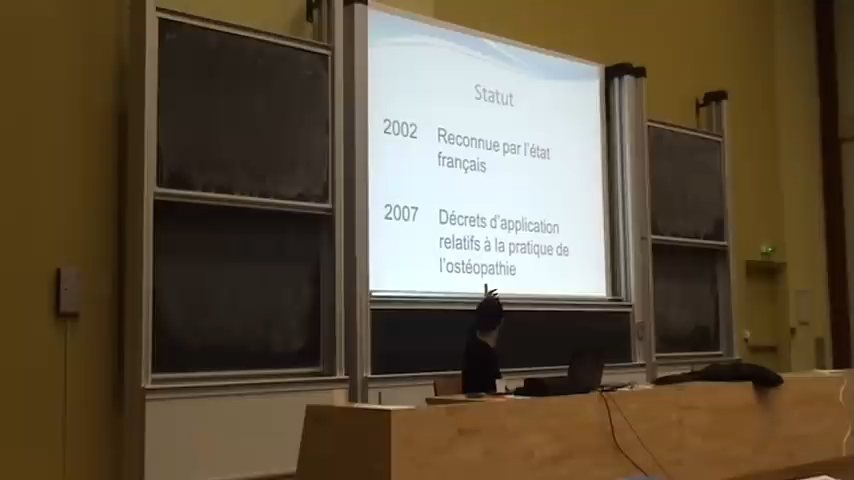 Statut
2002 Reconnue par l'état
français
2007 Décrets d'application
relatifs à la pratique de
l'ostéopathie